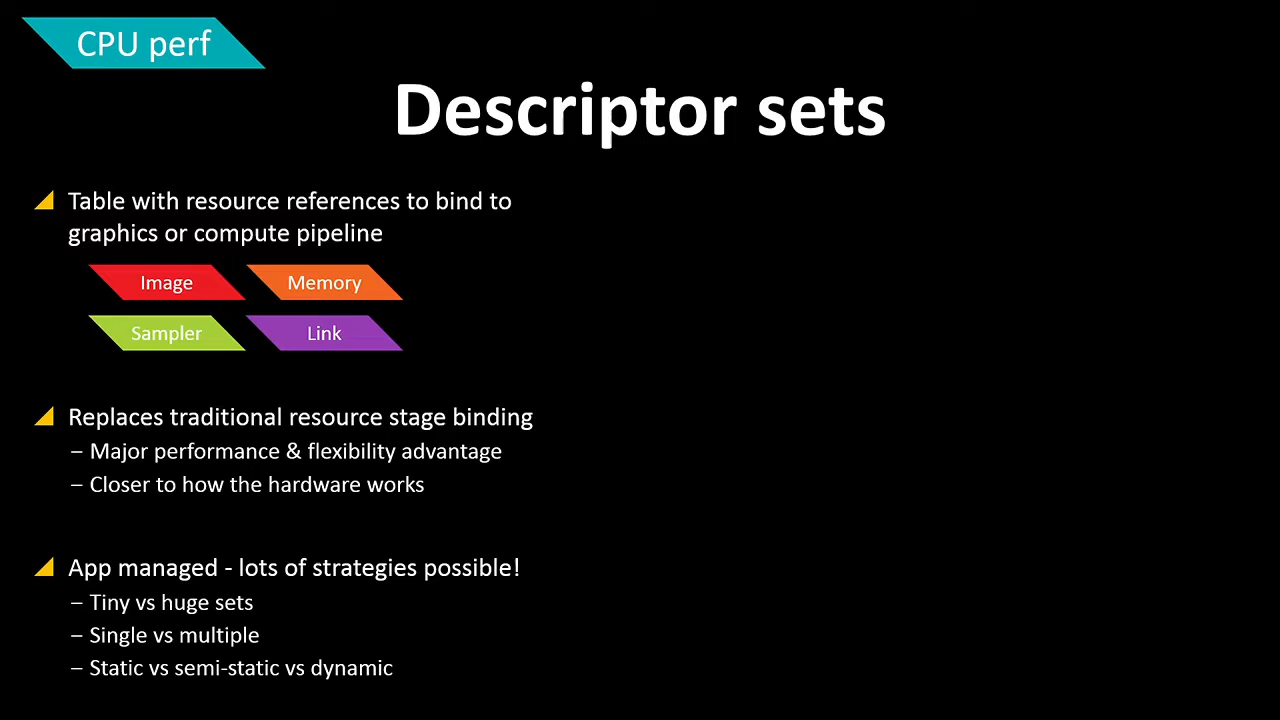 CPU perf
Descriptor sets
Table with resource references to bind to
graphics or compute pipeline
Image Memory
Sampler Link
Replaces traditional resource stage binding
– Major performance & flexibility advantage
– Closer to how the hardware works
App managed - lots of strategies possible!
– Tiny vs huge sets
– Single vs multiple
– Static vs semi-static vs dynamic